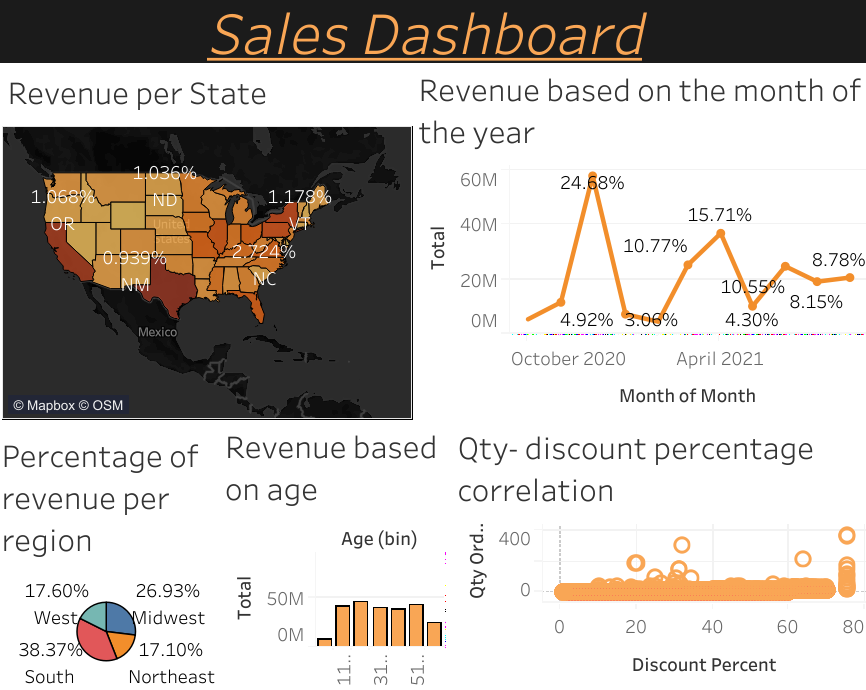 Sales Dashboard
Revenue per State
1.036%
ND
1.068%
OR
1.178%
VT
United
States
0.939%
NM
2.724%
NC
Mexico
© Mapbox © OSM
Revenue based on the month of
the year
Total
60M
40M
20M
0M
24.68%
15.71%
10.77%
8.78%
10.55%
8.15%
4.92%
3.06%
4.30%
October 2020
April 2021
Month of Month
Percentage of
revenue per
region
17.60%
West
26.93%
Midwest
38.37%
South
17.10%
Northeast
Revenue based
on age
Age (bin)
Total
50M
0M
11..
31..
51..
Qty- discount percentage
correlation
Qty Ord..
400
0
0
20
40
60
80
Discount Percent